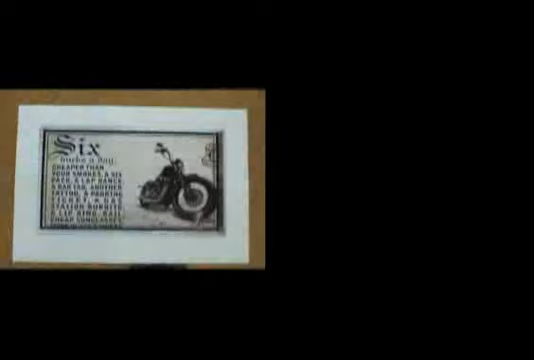 Six
bucks a day.
CHEAPER THAN
YOUR SMOKES, A SIX
PACK, A LAP DANCE,
A BAR TAB, ANOTHER
TATTOO, A PARKING
TICKET, A GAS
STATION BURRITO,
A LIP RING,
CHEAP SUNGLASSES